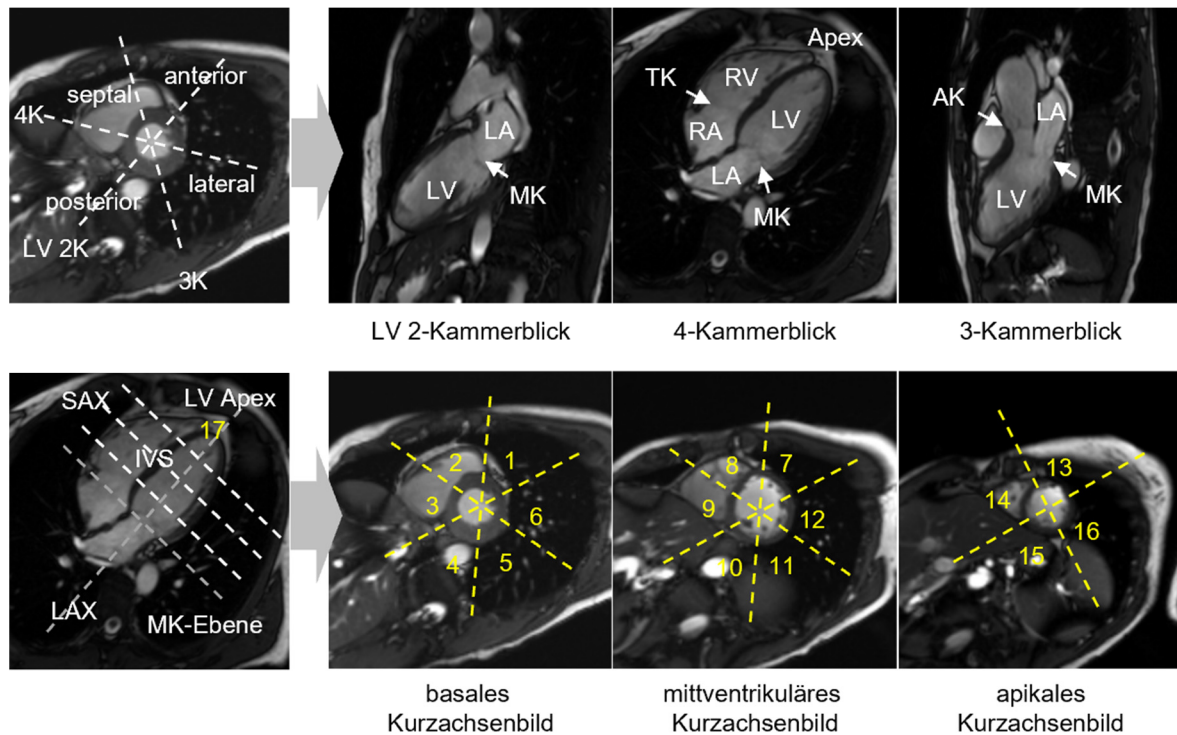 anterior
septal
4K
lateral
posterior
LV 2K
3K
LA
LV
MK
LV 2-Kammerblick
Apex
TK
RV
RA
LV
LA
MK
4-Kammerblick
AK
LA
LV
MK
3-Kammerblick
SAX
LV Apex
17
IVS
LAX
MK-Ebene
2
1
3
6
4
5
basales
Kurzachsenbild
8
7
9
12
10
11
mittventrikuläres
Kurzachsenbild
13
14
16
15
apikales
Kurzachsenbild